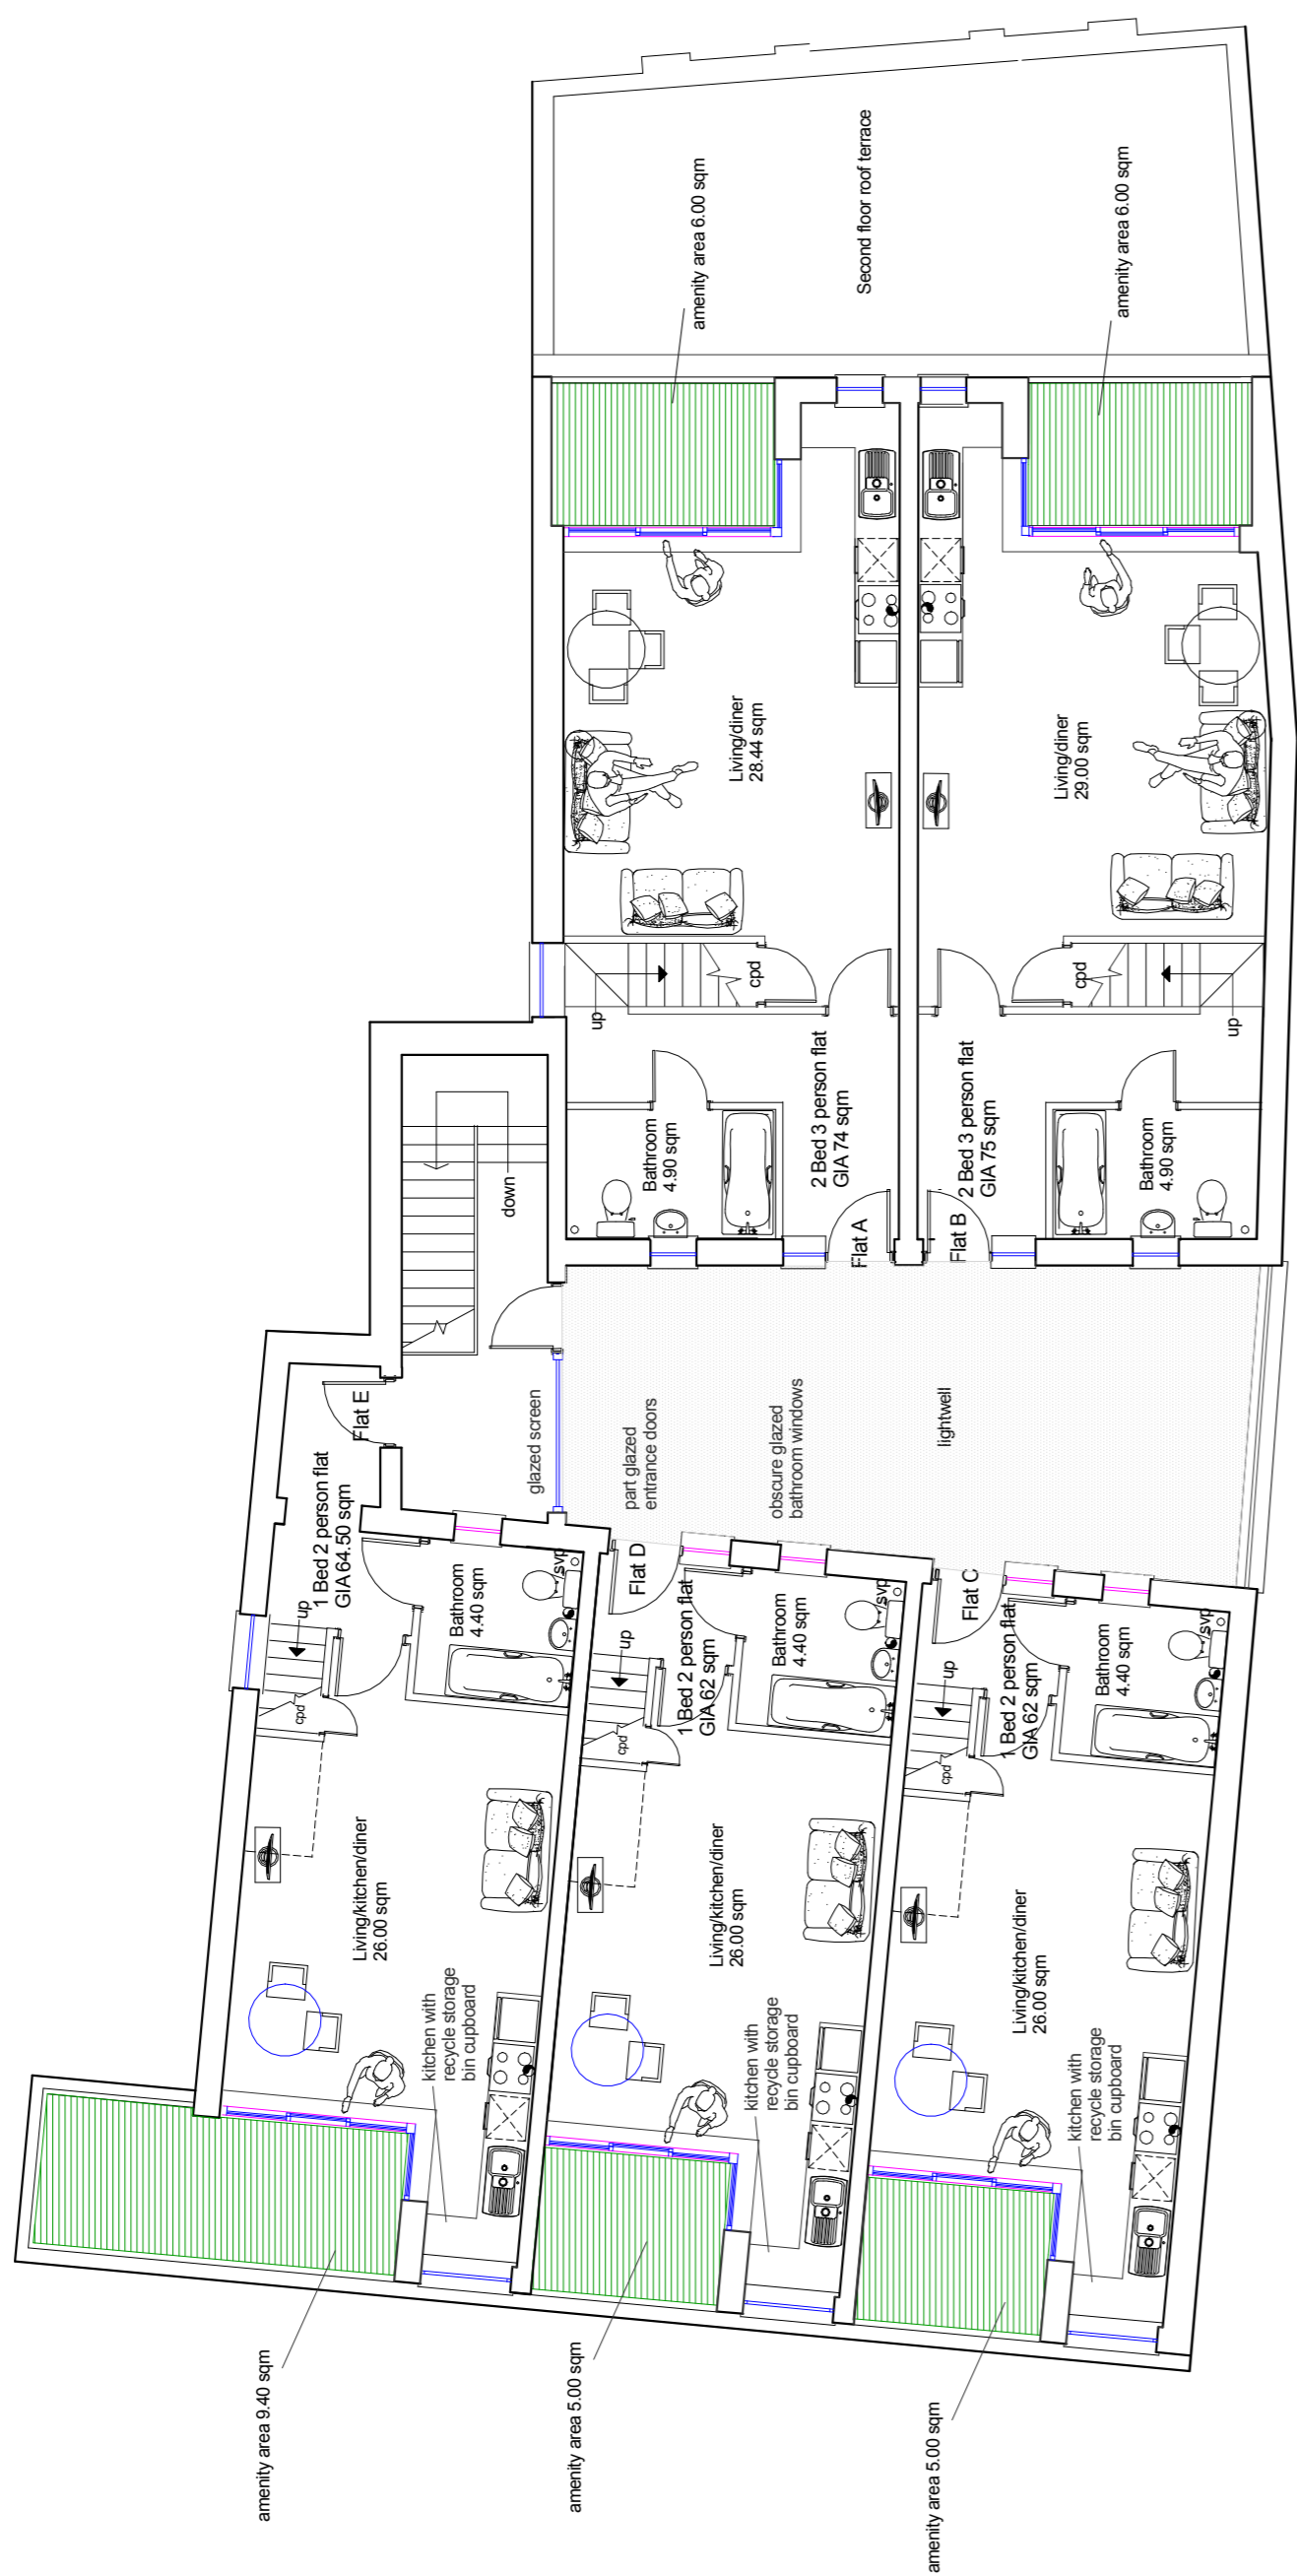 amenity area 9.40 sqm
amenity area 5.00 sqm
amenity area 5.00 sqm
kitchen with
recycle storage
bin cupboard
kitchen with
recycle storage
bin cupboard
kitchen with
recycle storage
bin cupboard
Living/kitchen/diner
26.00 sqm
Living/kitchen/diner
26.00 sqm
Living/kitchen/diner
26.00 sqm
cpd
cpd
cpd
up
up
up
1 Bed 2 person flat
GIA 64.50 sqm
1 Bed 2 person flat
GIA 62 sqm
1 Bed 2 person flat
GIA 62 sqm
Bathroom
4.40 sqm
Bathroom
4.40 sqm
Bathroom
4.40 sqm
svp
svp
svp
Flat E
Flat D
Flat C
glazed screen
part glazed
entrance doors
obscure glazed
bathroom windows
lightwell
down
Flat A
Flat B
2 Bed 3 person flat
GIA 74 sqm
2 Bed 3 person flat
GIA 75 sqm
Bathroom
4.90 sqm
Bathroom
4.90 sqm
up
up
cpd
cpd
Living/diner
28.44 sqm
Living/diner
29.00 sqm
amenity area 6.00 sqm
Second floor roof terrace
amenity area 6.00 sqm